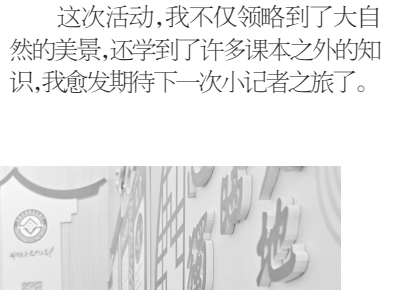 这次活动,我不仅领略到了大自
然的美景,还学到了许多课本之外的知
识,我愈发期待下一次小记者之旅了。
地